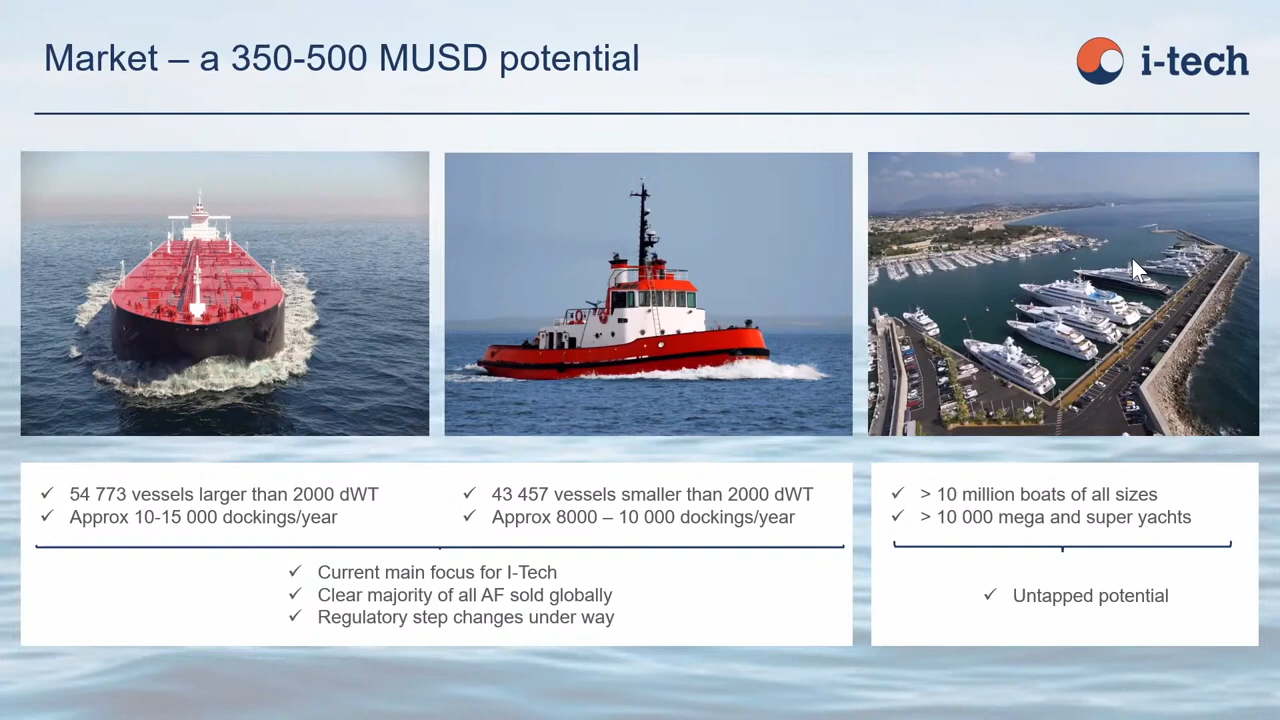 Market – a 350-500 MUSD potential
i-tech
✓ 54 773 vessels larger than 2000 dWT
✓ Approx 10-15 000 dockings/year
✓ 43 457 vessels smaller than 2000 dWT
✓ Approx 8000 – 10 000 dockings/year
✓ Current main focus for I-Tech
✓ Clear majority of all AF sold globally
✓ Regulatory step changes under way
✓ > 10 million boats of all sizes
✓ > 10 000 mega and super yachts
✓ Untapped potential